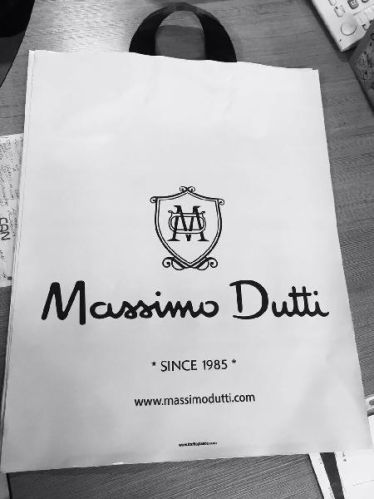 M
Massimo Dutti
* SINCE 1985 *
www.massimodutti.com